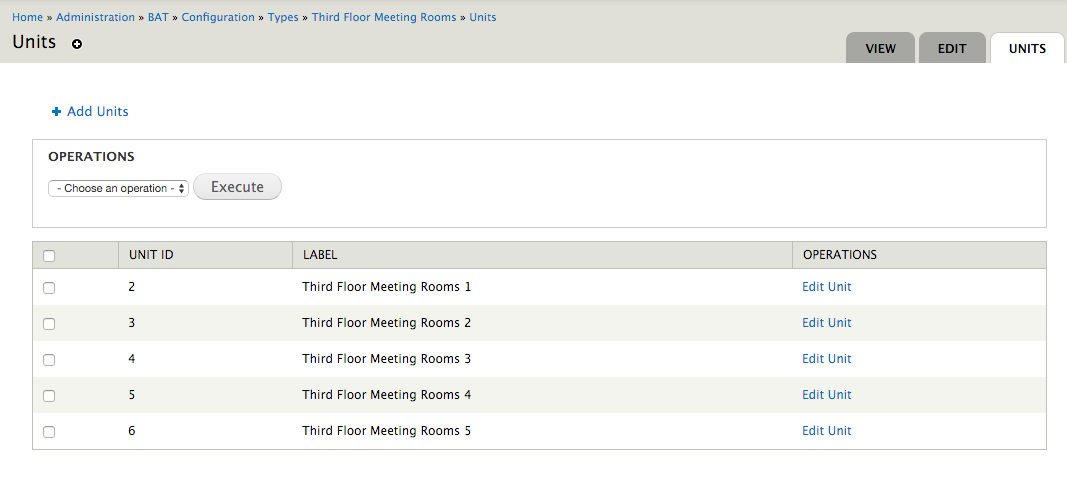 Home » Administration » BAT » Configuration » Types » Third Floor Meeting Rooms » Units
Units
VIEW EDIT UNITS
Add Units
OPERATIONS
- Choose an operation - Execute
UNIT ID LABEL OPERATIONS
2 Third Floor Meeting Rooms 1 Edit Unit
3 Third Floor Meeting Rooms 2 Edit Unit
4 Third Floor Meeting Rooms 3 Edit Unit
5 Third Floor Meeting Rooms 4 Edit Unit
6 Third Floor Meeting Rooms 5 Edit Unit